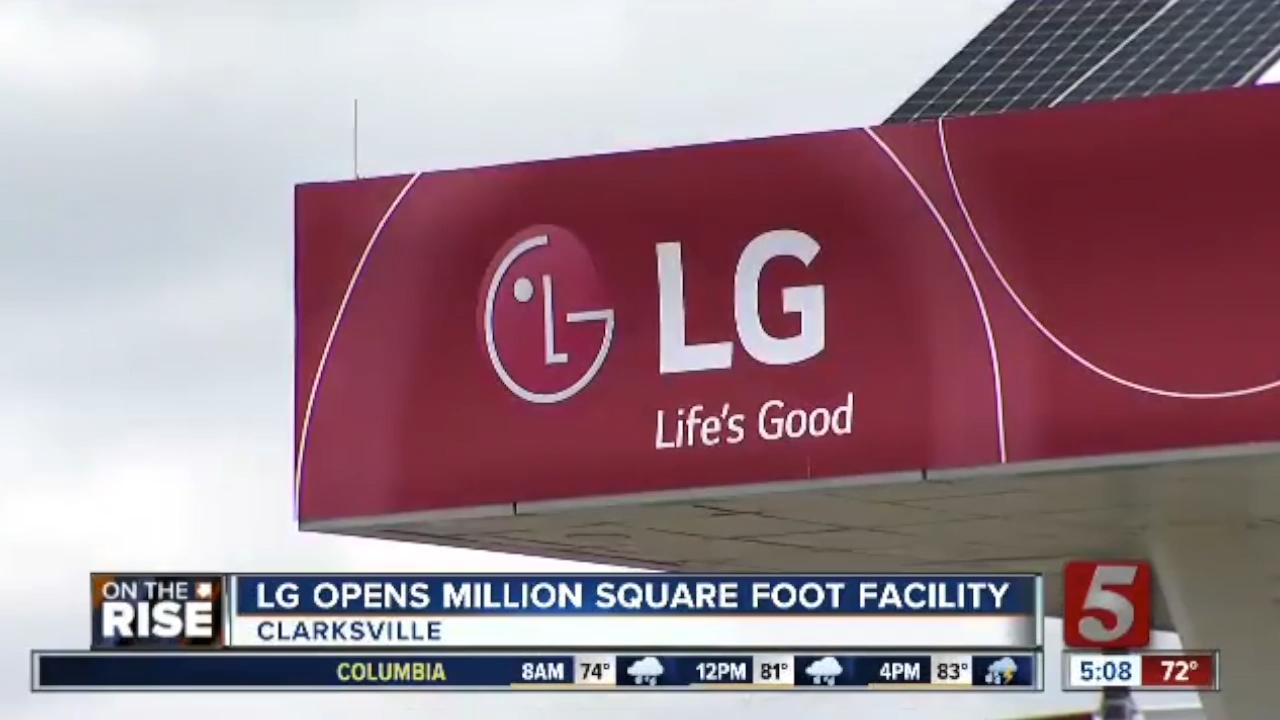 LG
LG
Life's Good
ON THE
RISE
LG OPENS MILLION SQUARE FOOT FACILITY
CLARKSVILLE
5
COLUMBIA 8AM 74° 12PM 81° 4PM 83°
5:08 72°